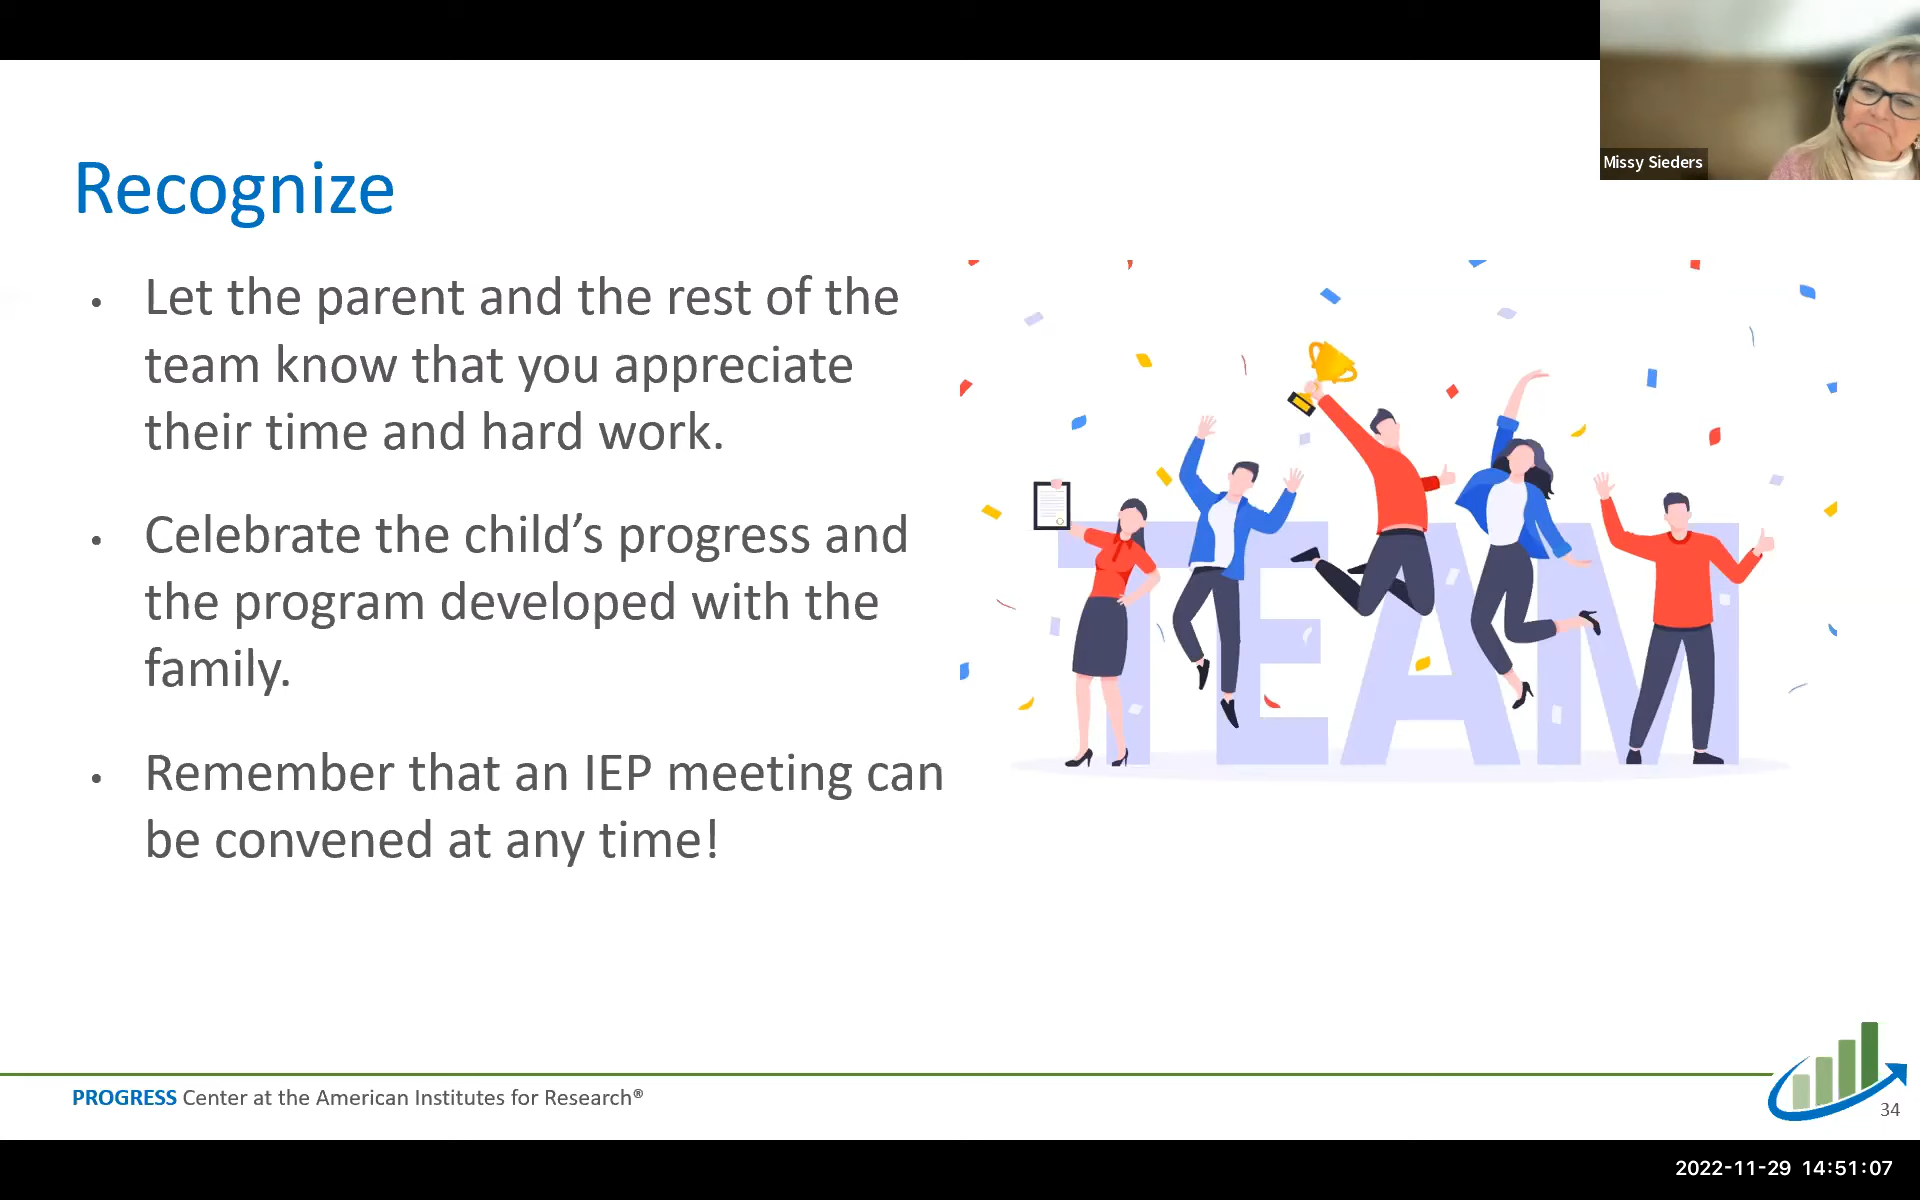 Missy Sieders
Recognize
• Let the parent and the rest of the
team know that you appreciate
their time and hard work.
• Celebrate the child’s progress and
the program developed with the
family.
• Remember that an IEP meeting can
be convened at any time!
TEAM
PROGRESS Center at the American Institutes for Research®
34
2022-11-29 14:51:07